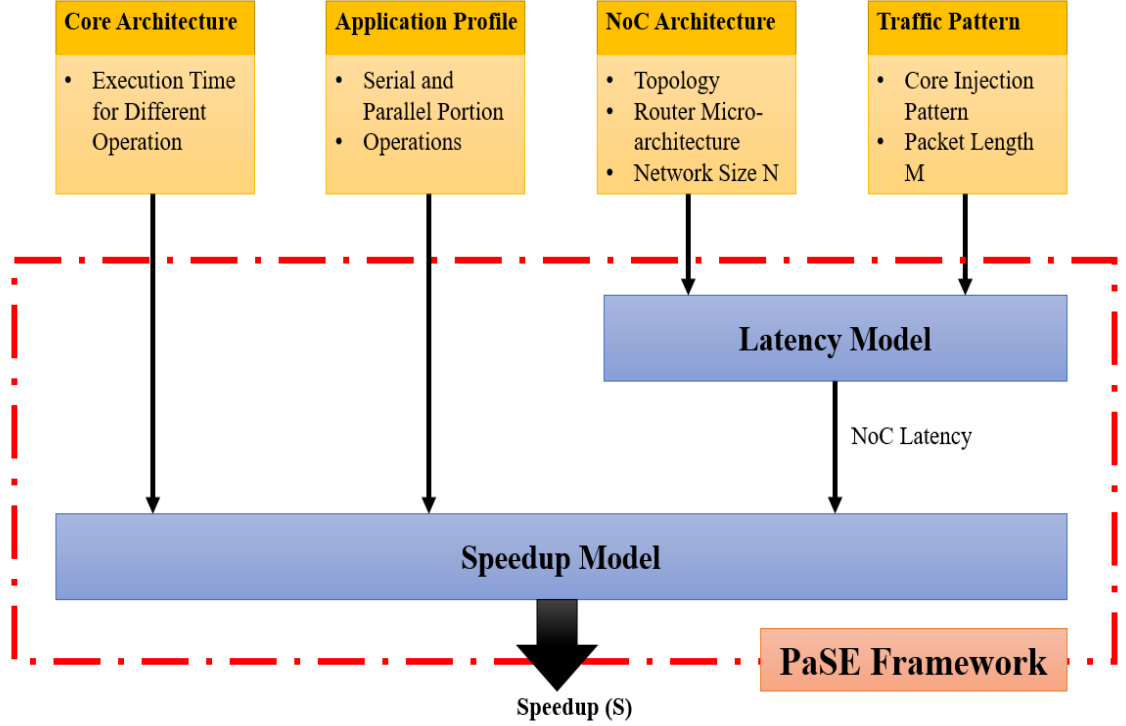 Core Architecture
• Execution Time
for Different
Operation
Application Profile
• Serial and
Parallel Portion
• Operations
NoC Architecture
• Topology
• Router Micro-
architecture
• Network Size N
Traffic Pattern
• Core Injection
Pattern
• Packet Length
M
Latency Model
NoC Latency
Speedup Model
PaSE Framework
Speedup (S)